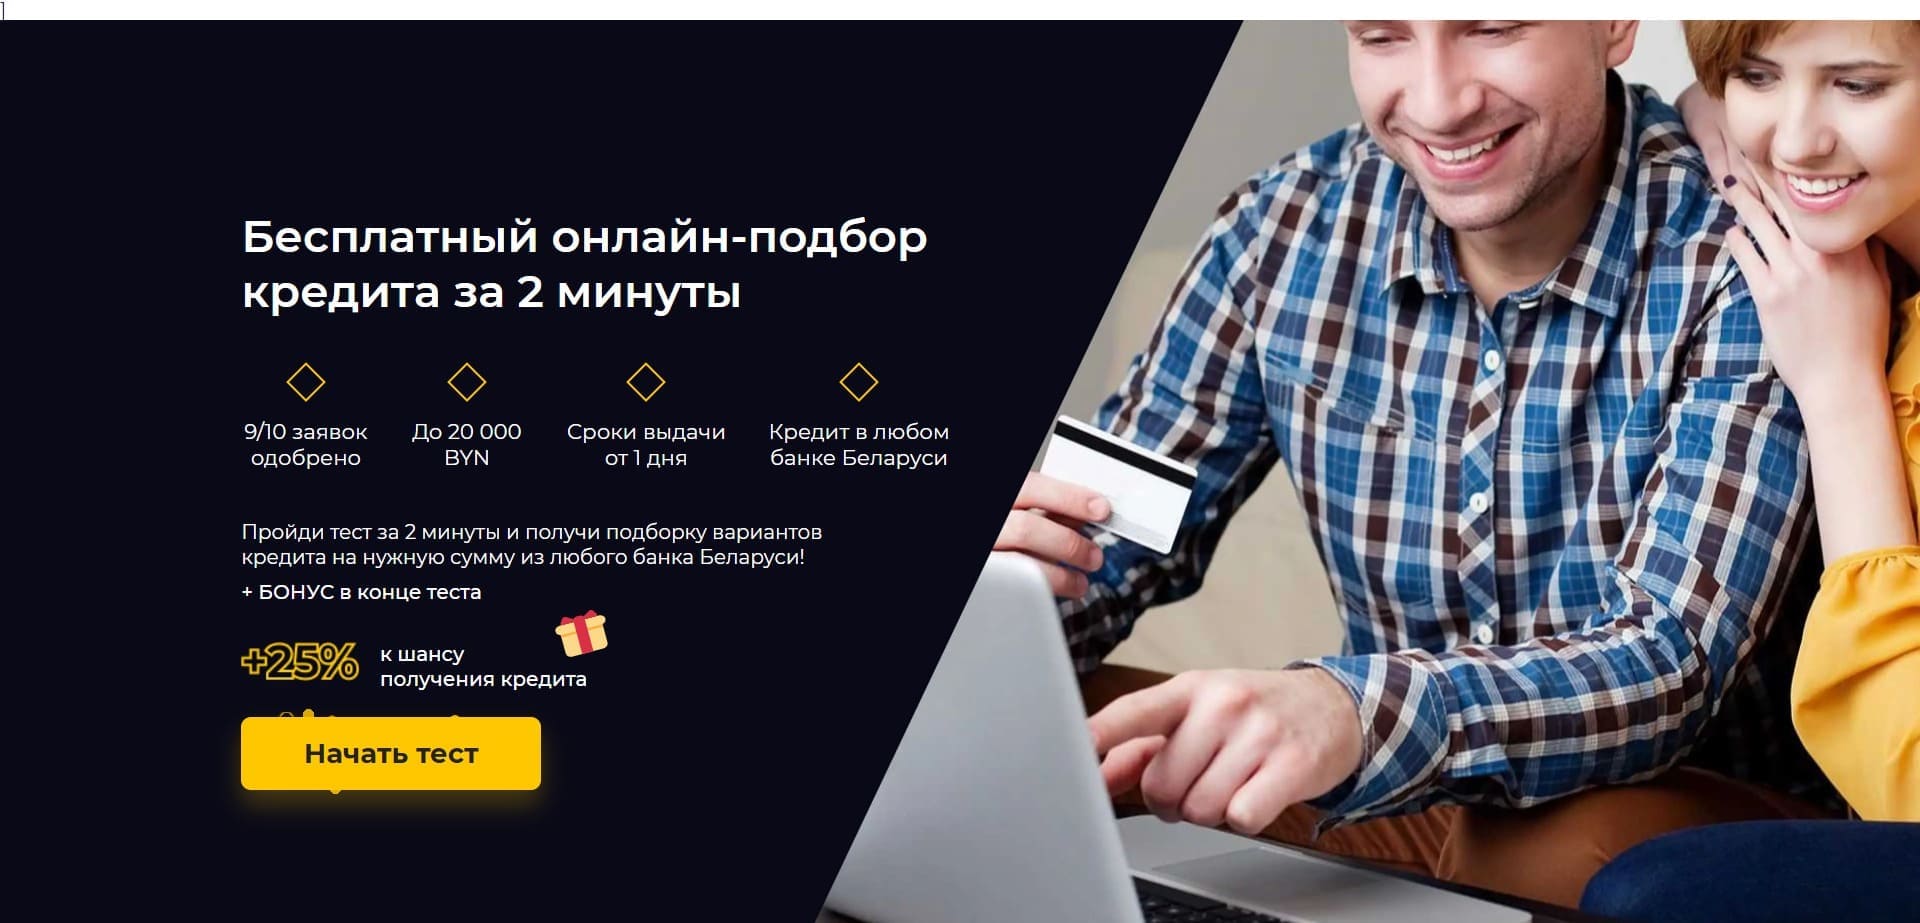 ]
Бесплатный онлайн-подбор
кредита за 2 минуты
9/10 заявок
одобрено
До 20 000
BYN
Сроки выдачи
от 1 дня
Кредит в любом
банке Беларуси
Пройди тест за 2 минуты и получи подборку вариантов
кредита на нужную сумму из любого банка Беларуси!
+ БОНУС в конце теста
+25%
к шансу
получения кредита
Начать тест